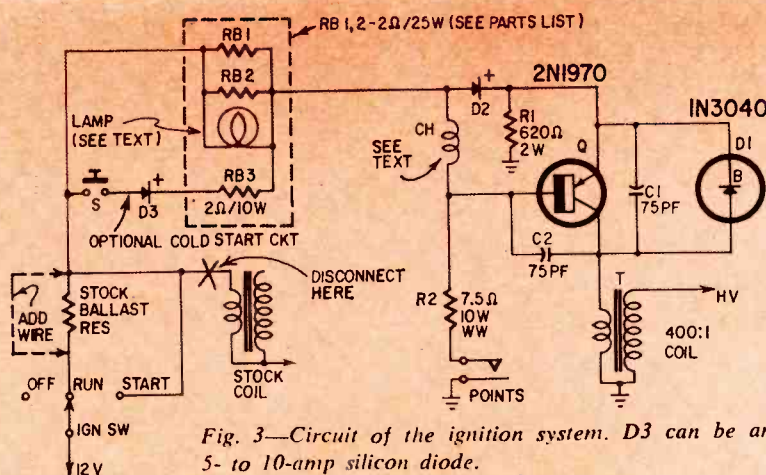 RB1,2-2Ω/25W (SEE PARTS LIST)
RB1
RB2
LAMP
(SEE TEXT)
RB3
2Ω/10W
S
D3
+
OPTIONAL COLD START CKT
ADD
WIRE
STOCK
BALLAST
RES
DISCONNECT
HERE
STOCK
COIL
OFF
RUN
START
IGN SW
12V
CH
SEE
TEXT
+
D2
R1
620Ω
2W
2N1970
Q
C1
75PF
1N3040
D1
B
C2
75PF
R2
7.5Ω
10W
WW
POINTS
T
HV
400:1
COIL
Fig. 3—Circuit of the ignition system. D3 can be an
5- to 10-amp silicon diode.